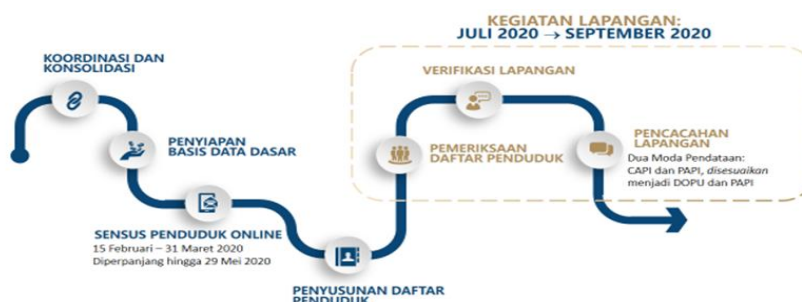 KEGIATAN LAPANGAN:
JULI 2020 → SEPTEMBER 2020
KOORDINASI DAN
KONSOLIDASI
PENYIAPAN
BASIS DATA DASAR
SENSUS PENDUDUK ONLINE
15 Februari – 31 Maret 2020
Diperpanjang hingga 29 Mei 2020
PENYUSUNAN DAFTAR
PENDUDUK
PEMERIKSAAN
DAFTAR PENDUDUK
VERIFIKASI LAPANGAN
PENCACAHAN
LAPANGAN
Dua Moda Pendataan:
CAPI dan PAPI, disesuaikan
menjadi DOPU dan PAPI